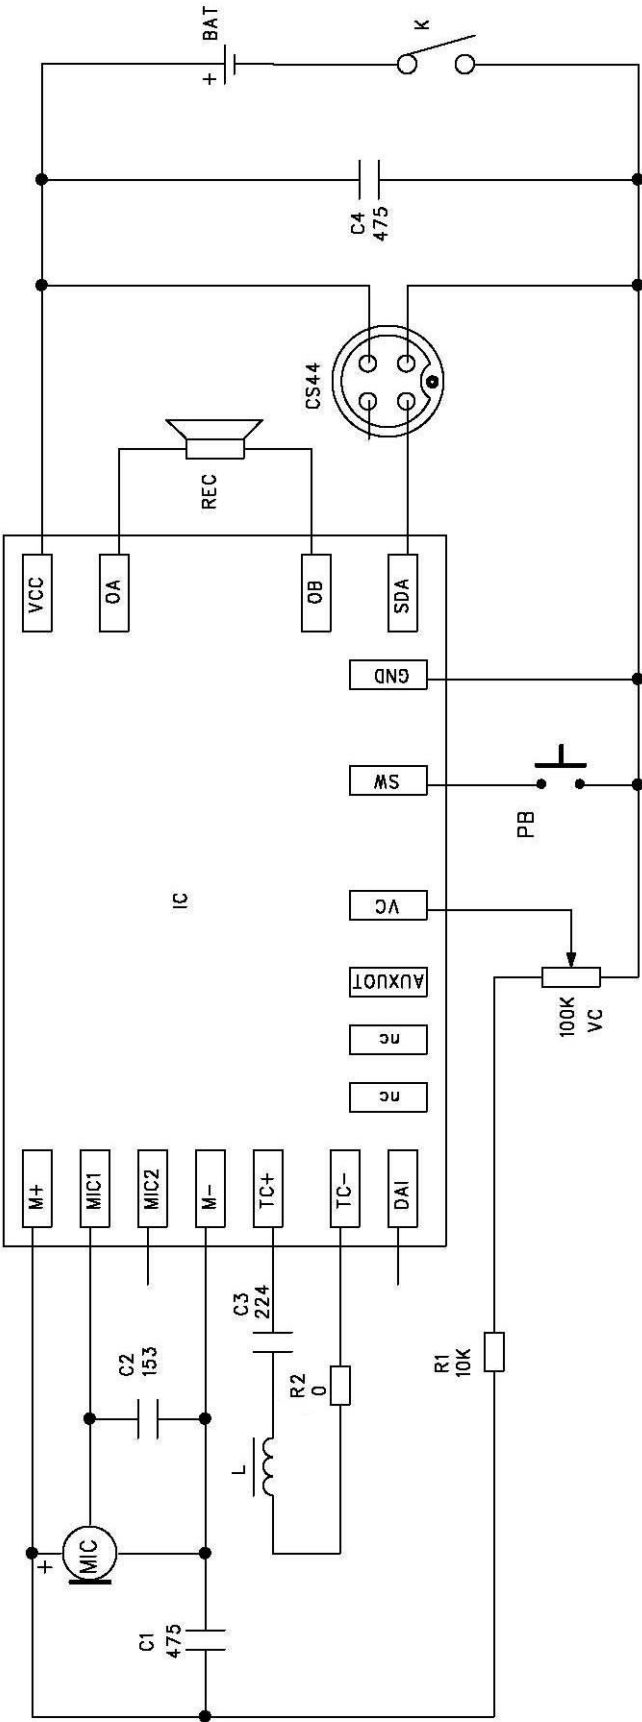 BAT
+
K
C4
475
CS44
REC
VCC
OA
OB
SDA
GND
SW
PB
IC
VC
AUXUOT
nc
nc
100K
VC
M+
MIC1
MIC2
M-
TC+
TC-
DAI
C3
224
C2
153
R2
0
R1
10K
L
+
MIC
C1
475